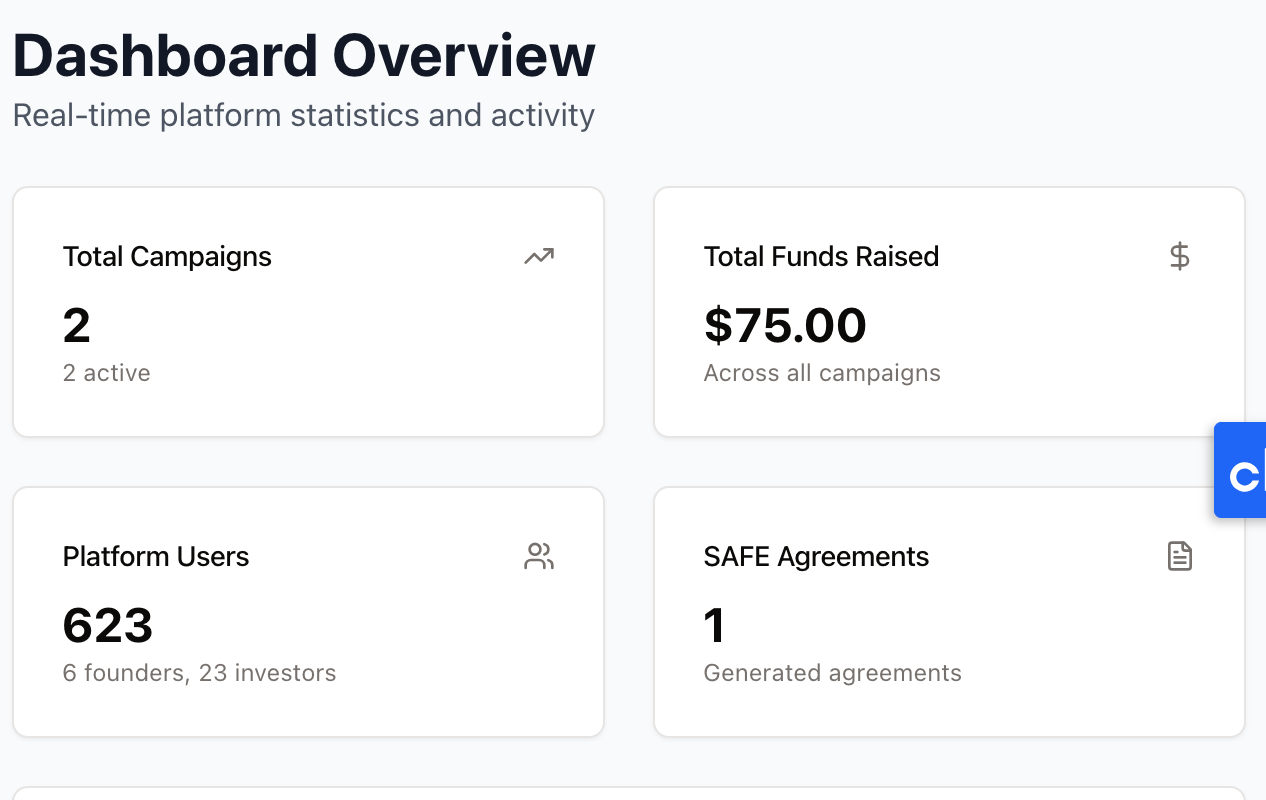 Dashboard Overview
Real-time platform statistics and activity
Total Campaigns
2
2 active
Total Funds Raised
$75.00
Across all campaigns
Platform Users
623
6 founders, 23 investors
SAFE Agreements
1
Generated agreements